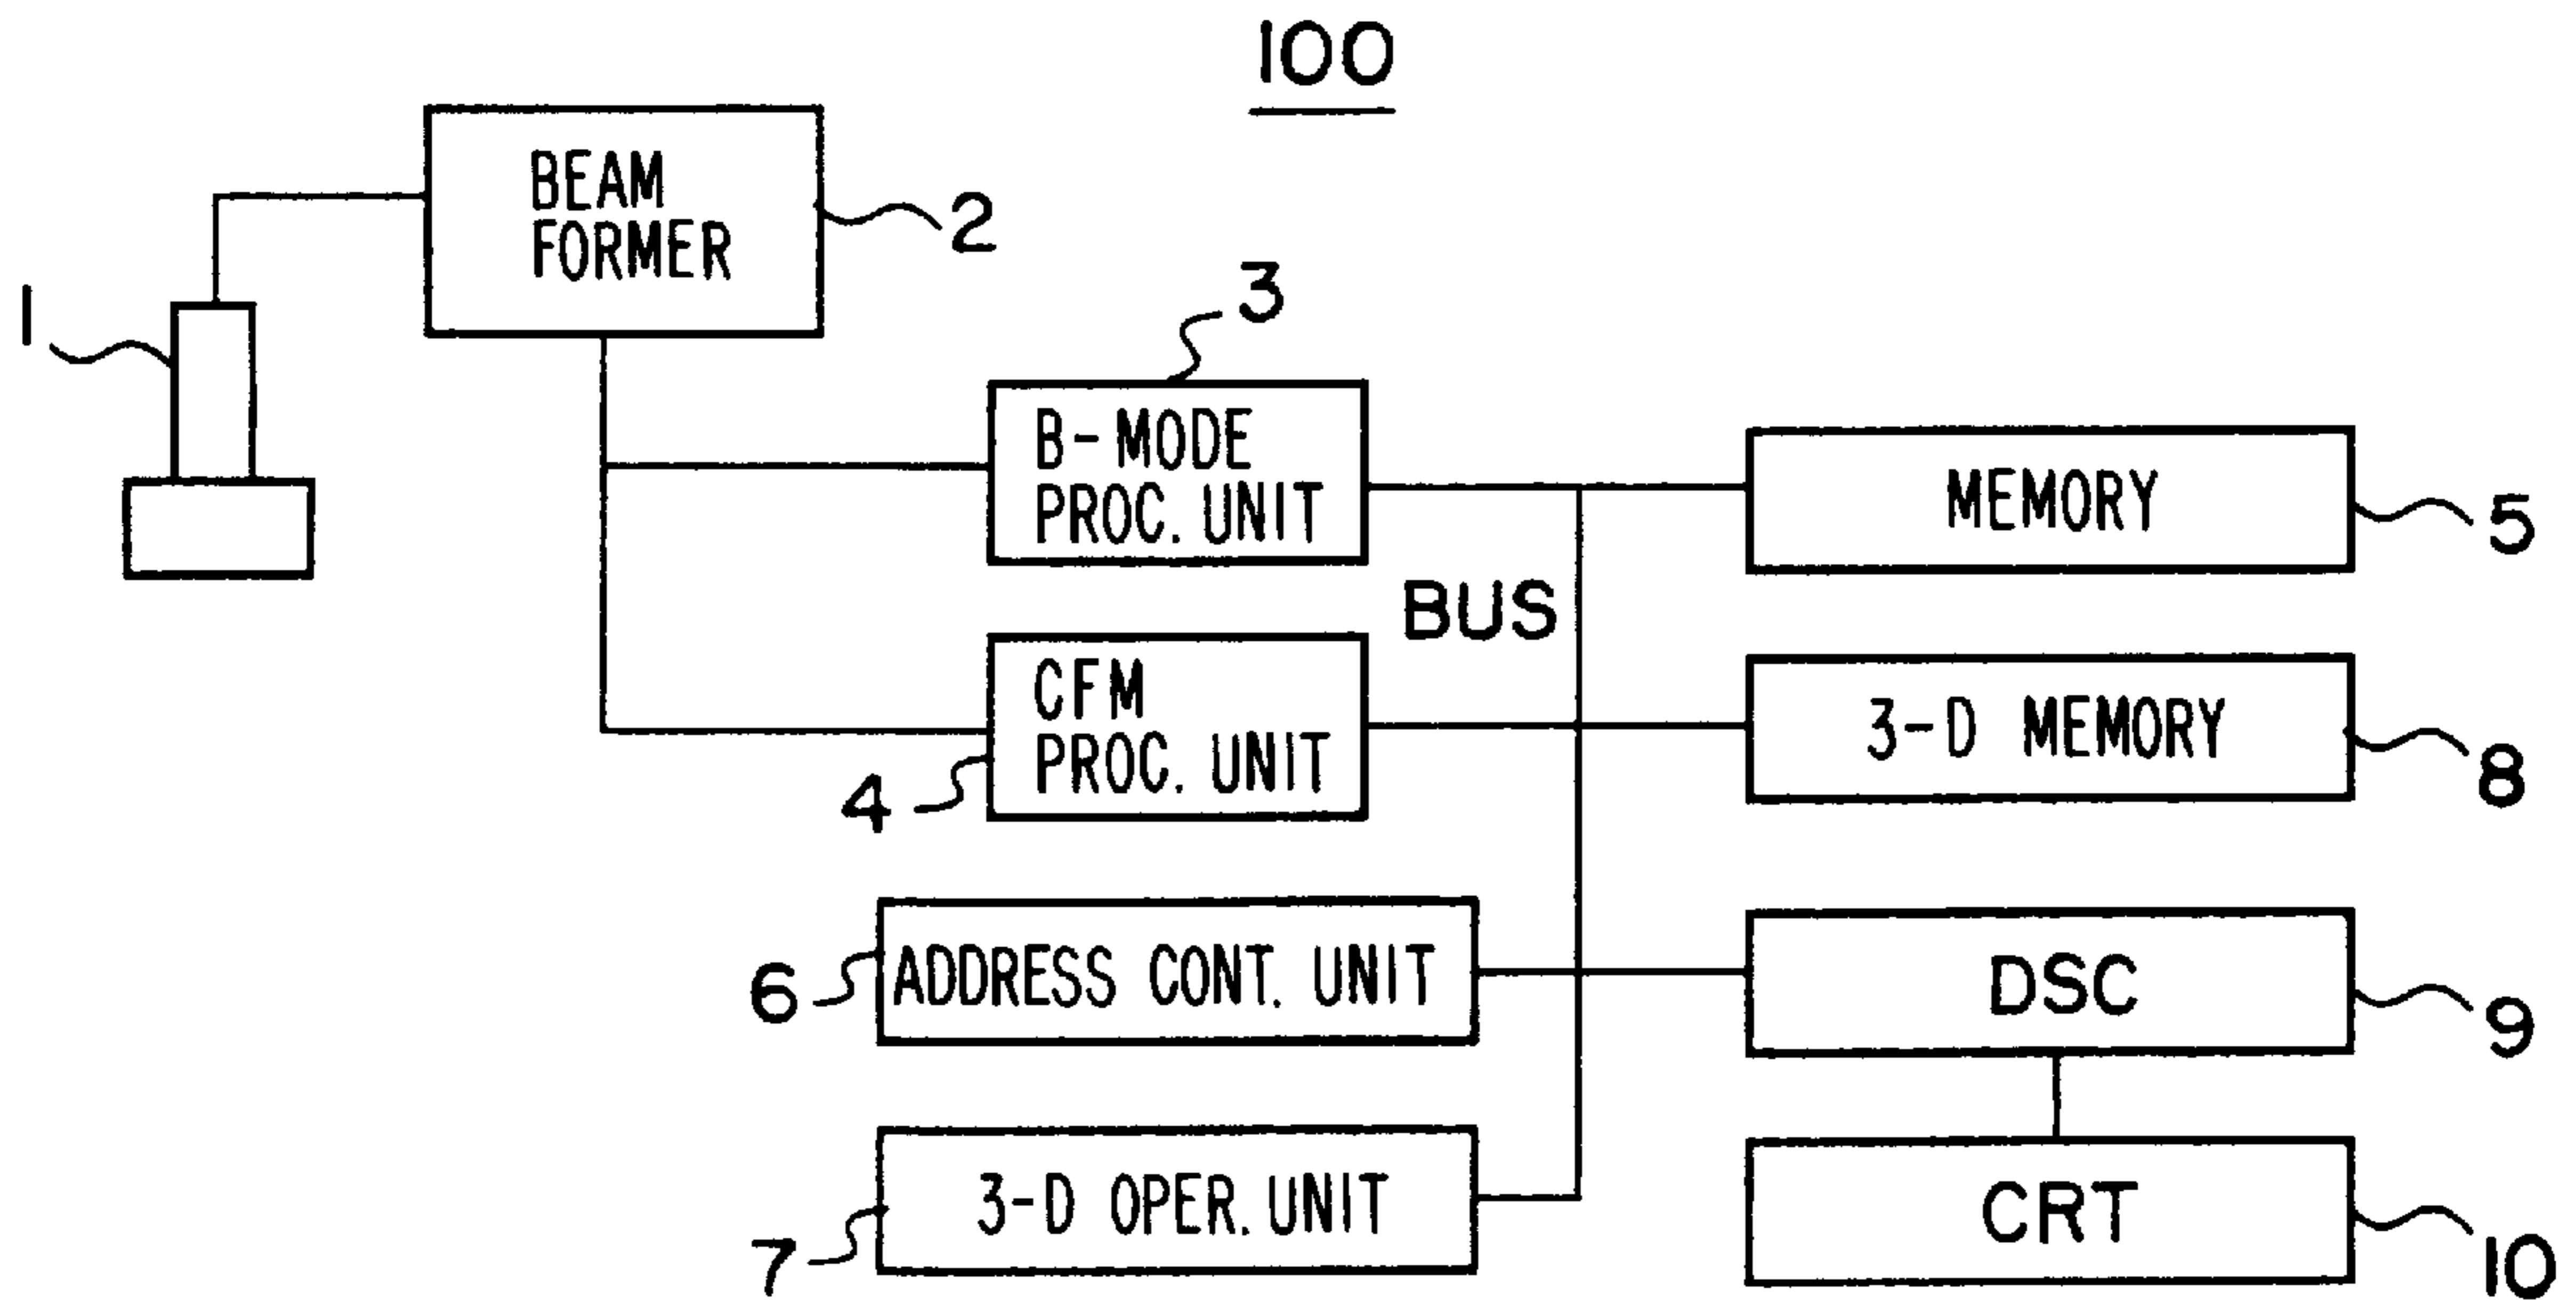 100
BEAM
FORMER
2
1
3
B-MODE
PROC. UNIT
MEMORY
5
BUS
CFM
PROC. UNIT
4
3-D MEMORY
8
ADDRESS CONT. UNIT
6
DSC
9
3-D OPER. UNIT
7
CRT
10